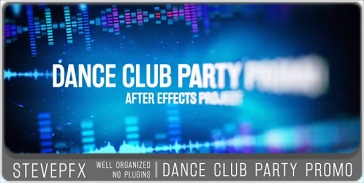 DANCE CLUB PARTY PROMO
AFTER EFFECTS PROJECT
STEVEPFX
WELL ORGANIZED
NO PLUGINS
DANCE CLUB PARTY PROMO